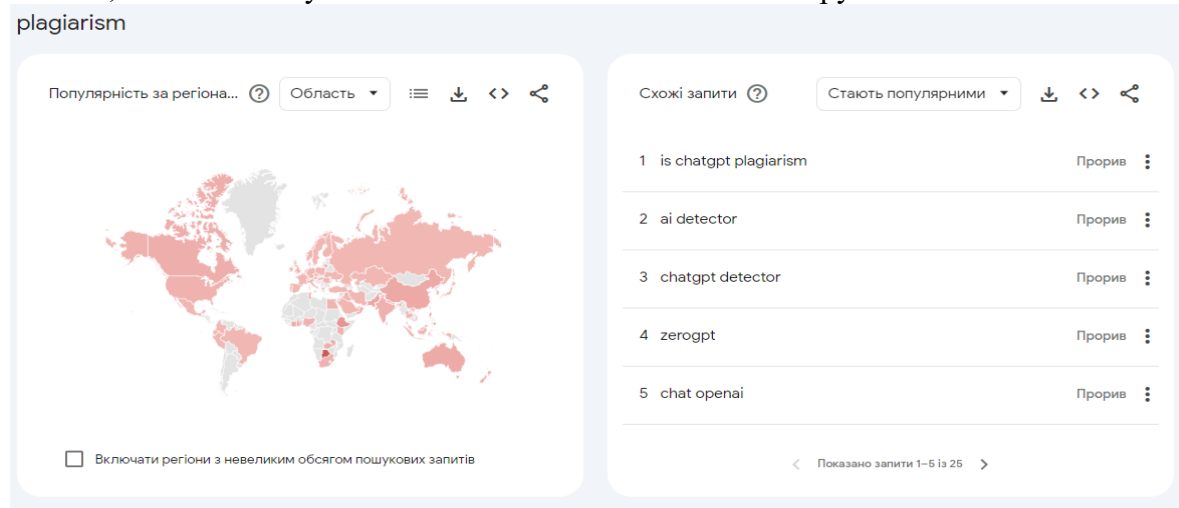 plagiarism
Популярність за регіона...
Область
Схожі запити
Стають популярними
1 is chatgpt plagiarism Прорив
2 ai detector Прорив
3 chatgpt detector Прорив
4 zerogpt Прорив
5 chat openai Прорив
Включати регіони з невеликим обсягом пошукових запитів
Показано запити 1–5 із 25